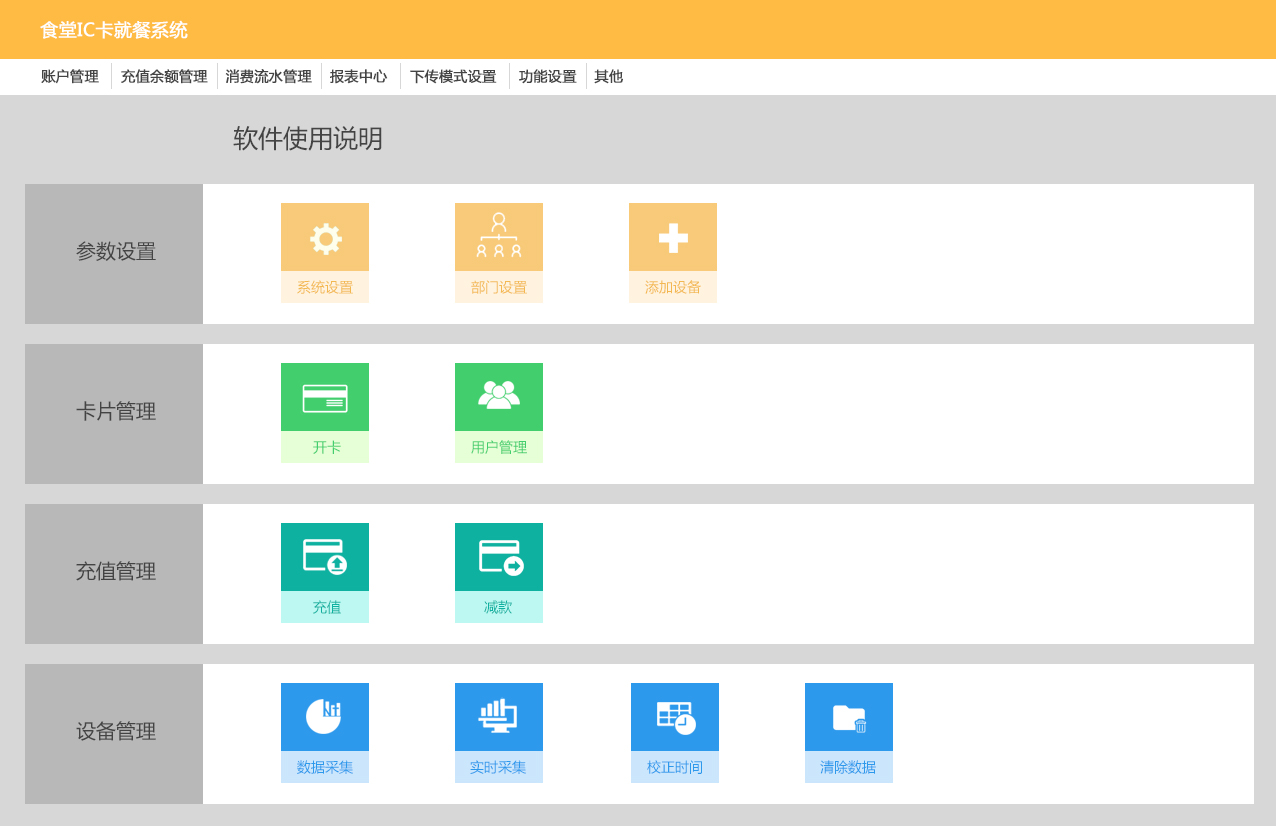 食堂IC卡就餐系统
账户管理 充值余额管理 消费流水管理 报表中心 下传模式设置 功能设置 其他
软件使用说明
参数设置
系统设置 部门设置 添加设备
卡片管理
开卡 用户管理
充值管理
充值 减款
设备管理
数据采集 实时采集 校正时间 清除数据